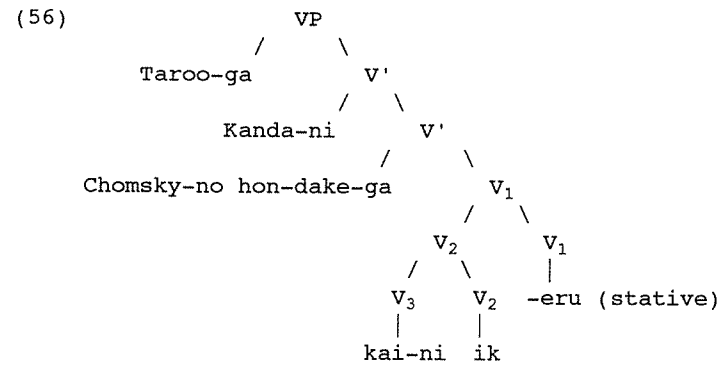 (56) VP
/ \
Taroo-ga V'
/ \
Kanda-ni V'
/ \
Chomsky-no hon-dake-ga V₁
/ \
V₂ V₁
/ \ |
V₃ V₂ -eru (stative)
| |
kai-ni ik